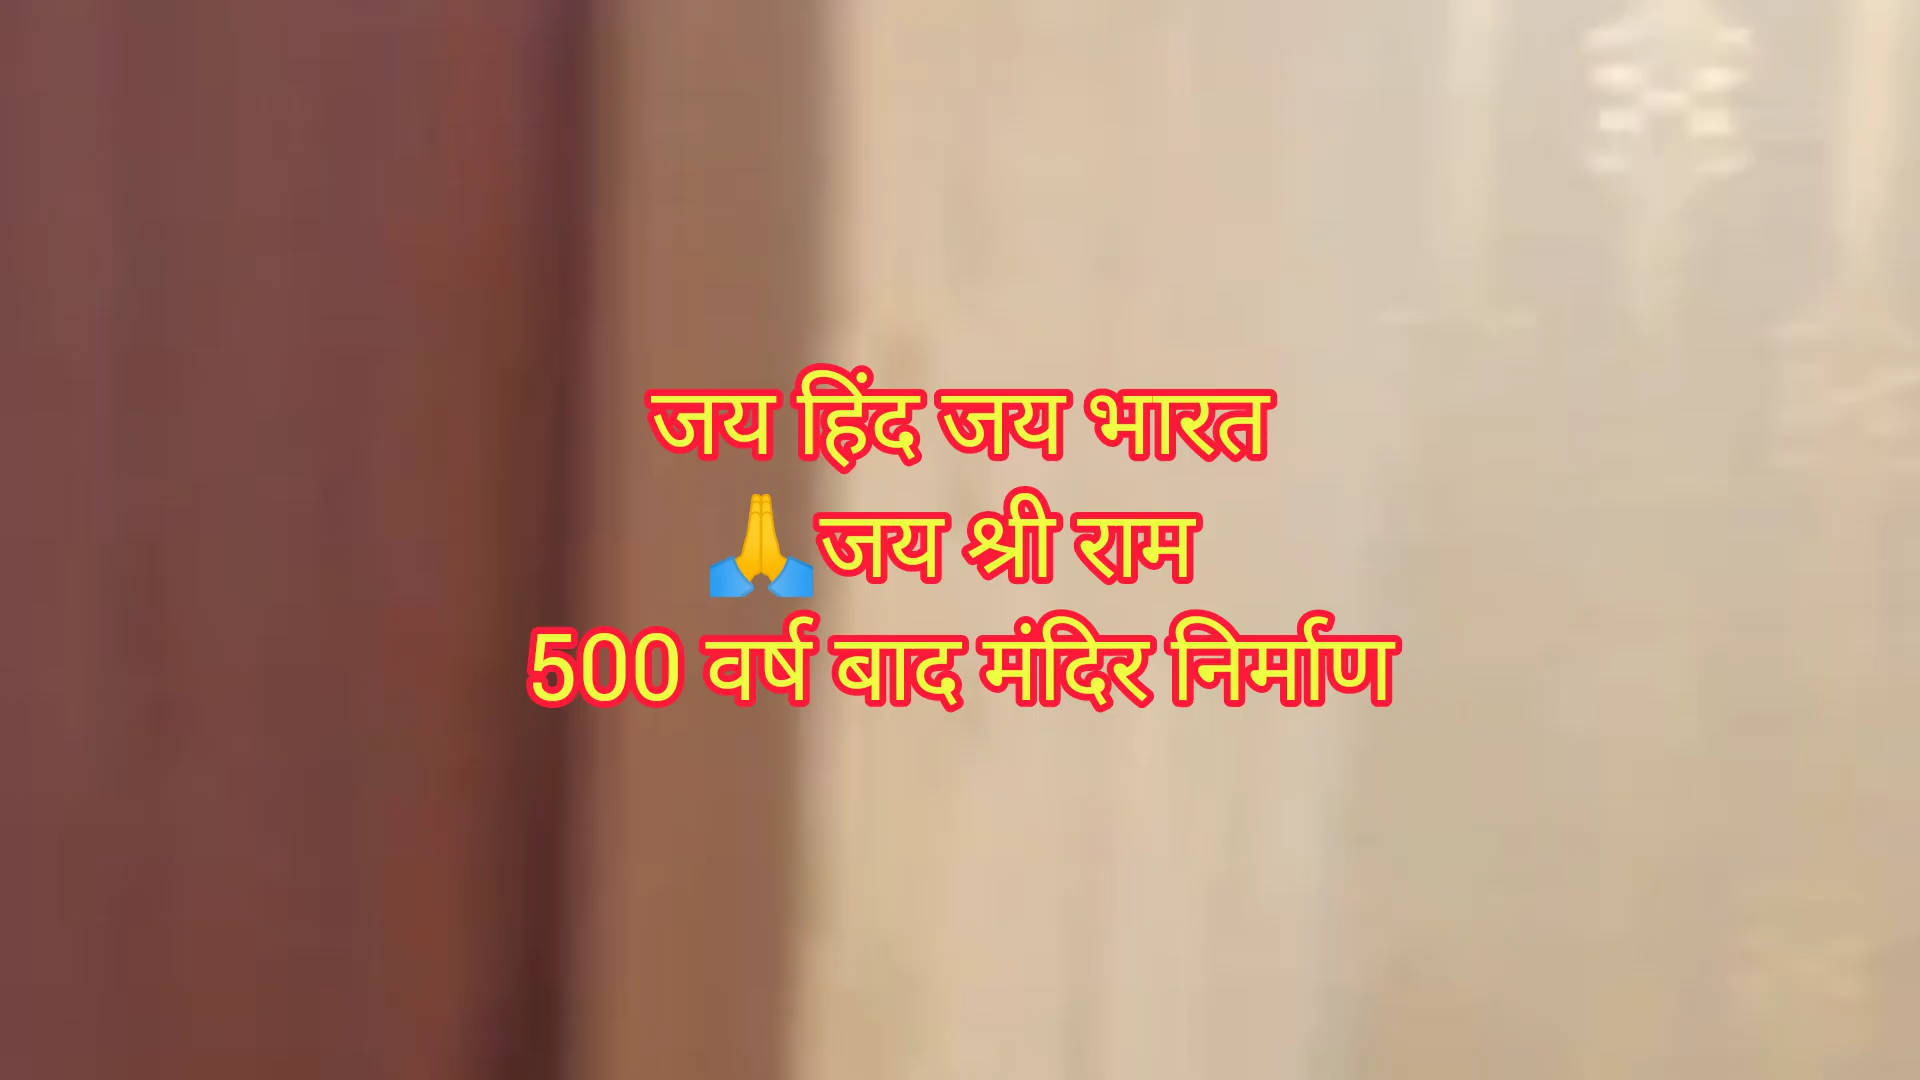 जय हिंद जय भारत
🙏जय श्री राम
500 वर्ष बाद मंदिर निर्माण